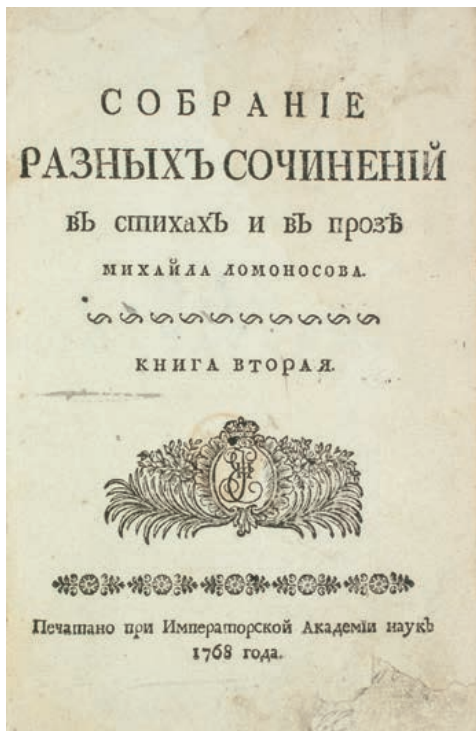 СОБРАНІЕ
РАЗНЫХЪ СОЧИНЕНІЙ
въ стихахъ и въ прозѣ
МИХАЙЛА ЛОМОНОСОВА.
КНИГА ВТОРАЯ.
Печатано при Императорской Академіи наукъ
1768 года.